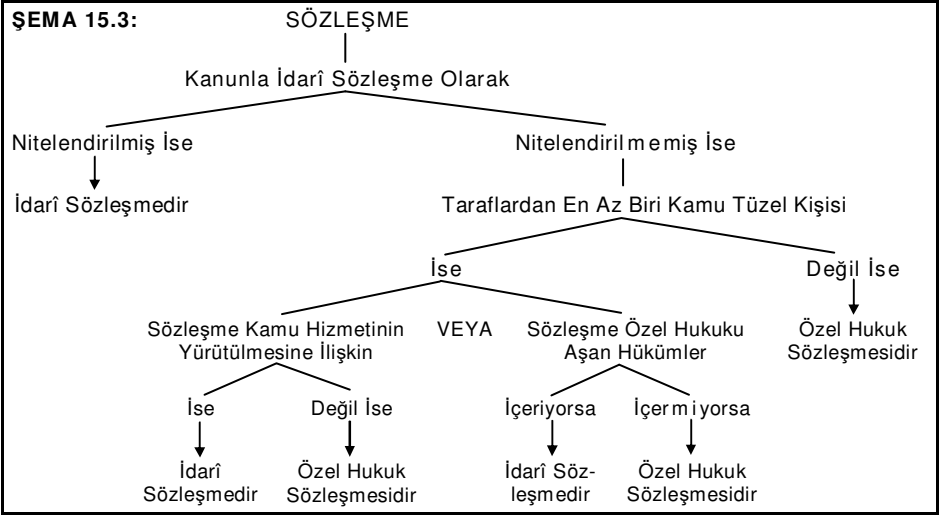 ŞEMA 15.3: SÖZLEŞME
Kanunla İdarî Sözleşme Olarak
Nitelendirilmiş İse Nitelendirilmemiş İse
İdarî Sözleşmedir Taraflardan En Az Biri Kamu Tüzel Kişisi
İse Değil İse
Sözleşme Kamu Hizmetinin VEYA Sözleşme Özel Hukuku Özel Hukuk
Yürütülmesine İlişkin Aşan Hükümler Sözleşmesidir
İse Değil İse İçeriyorsa İçermiyorsa
İdarî Özel Hukuk İdarî Söz- Özel Hukuk
Sözleşmedir Sözleşmesidir leşmedir Sözleşmesidir